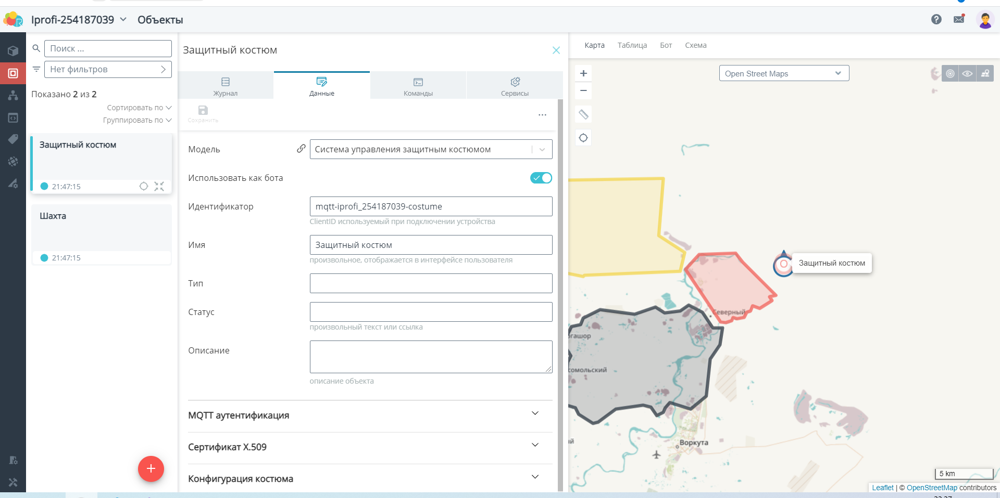 Iprofi-254187039
Объекты
Поиск ...
Нет фильтров
Показано 2 из 2
Сортировать по
Группировать по
Защитный костюм
21:47:15
Шахта
21:47:15
Защитный костюм
Журнал
Данные
Команды
Сервисы
Сохранить
Модель
Система управления защитным костюмом
Использовать как бота
Идентификатор
mqtt-iprofi_254187039-costume
ClientID используемый при подключении устройства
Имя
Защитный костюм
произвольное, отображается в интерфейсе пользователя
Тип
Статус
произвольный текст или ссылка
Описание
описание объекта
MQTT аутентификация
Сертификат X.509
Конфигурация костюма
Карта
Таблица
Бот
Схема
Open Street Maps
Защитный костюм
Северный
ргашор
сомольский
ий
Воркута
5 km
Leaflet | © OpenStreetMap contributors